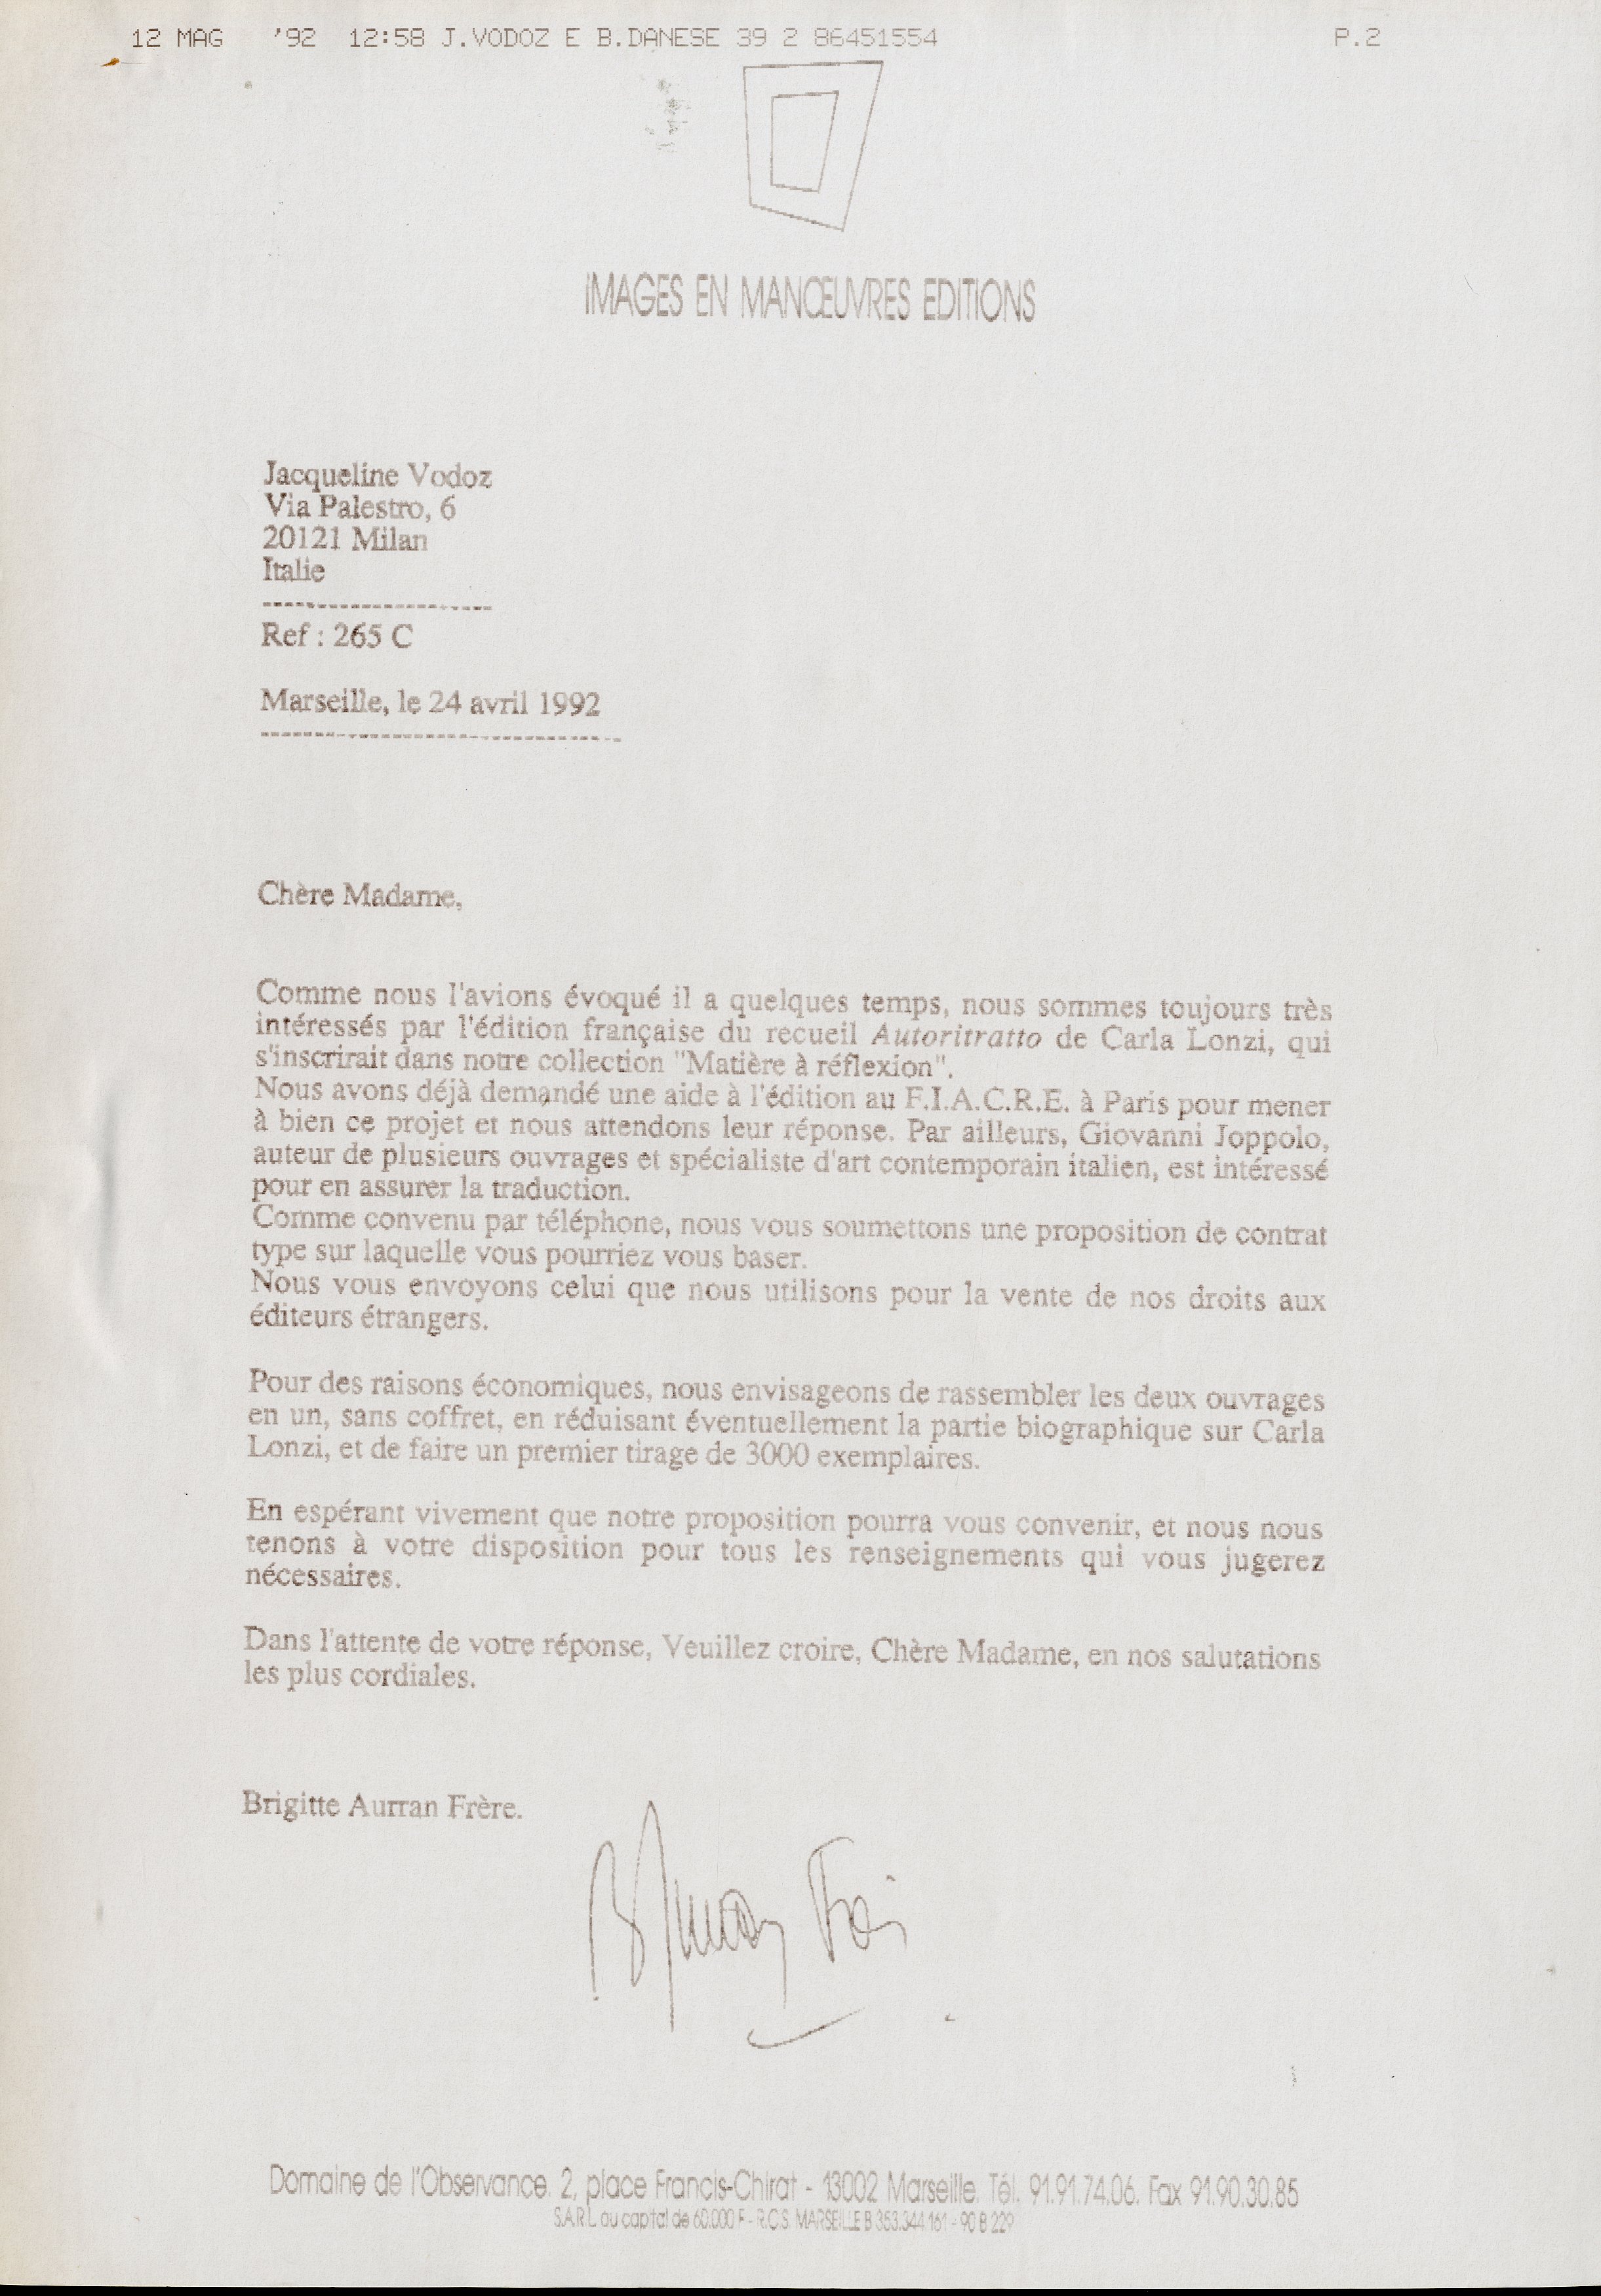 12 MAG '92 12:58 J.VODOZ E B.DANESE 39 2 86451554 P.2
IMAGES EN MANŒUVRES EDITIONS
Jacqueline Vodoz
Via Palestro, 6
20121 Milan
Italie
--------------------
Ref : 265 C
Marseille, le 24 avril 1992
--------------------------------
Chère Madame,
Comme nous l'avions évoqué il a quelques temps, nous sommes toujours très
intéressés par l'édition française du recueil Autoritratto de Carla Lonzi, qui
s'inscrirait dans notre collection "Matière à réflexion".
Nous avons déjà demandé une aide à l'édition au F.I.A.C.R.E. à Paris pour mener
à bien ce projet et nous attendons leur réponse. Par ailleurs, Giovanni Joppolo,
auteur de plusieurs ouvrages et spécialiste d'art contemporain italien, est intéressé
pour en assurer la traduction.
Comme convenu par téléphone, nous vous soumettons une proposition de contrat
type sur laquelle vous pourriez vous baser.
Nous vous envoyons celui que nous utilisons pour la vente de nos droits aux
éditeurs étrangers.
Pour des raisons économiques, nous envisageons de rassembler les deux ouvrages
en un, sans coffret, en réduisant éventuellement la partie biographique sur Carla
Lonzi, et de faire un premier tirage de 3000 exemplaires.
En espérant vivement que notre proposition pourra vous convenir, et nous nous
tenons à votre disposition pour tous les renseignements qui vous jugerez
nécessaires.
Dans l'attente de votre réponse, Veuillez croire, Chère Madame, en nos salutations
les plus cordiales.
Brigitte Aurran Frère.
Domaine de l'Observance. 2, place Francis-Chirat - 13002 Marseille. Tél. 91.91.74.06. Fax 91.90.30.85
S.A.R.L. au capital de 60.000 F - R.C.S. MARSEILLE B 353.344.161 - 90 B 229